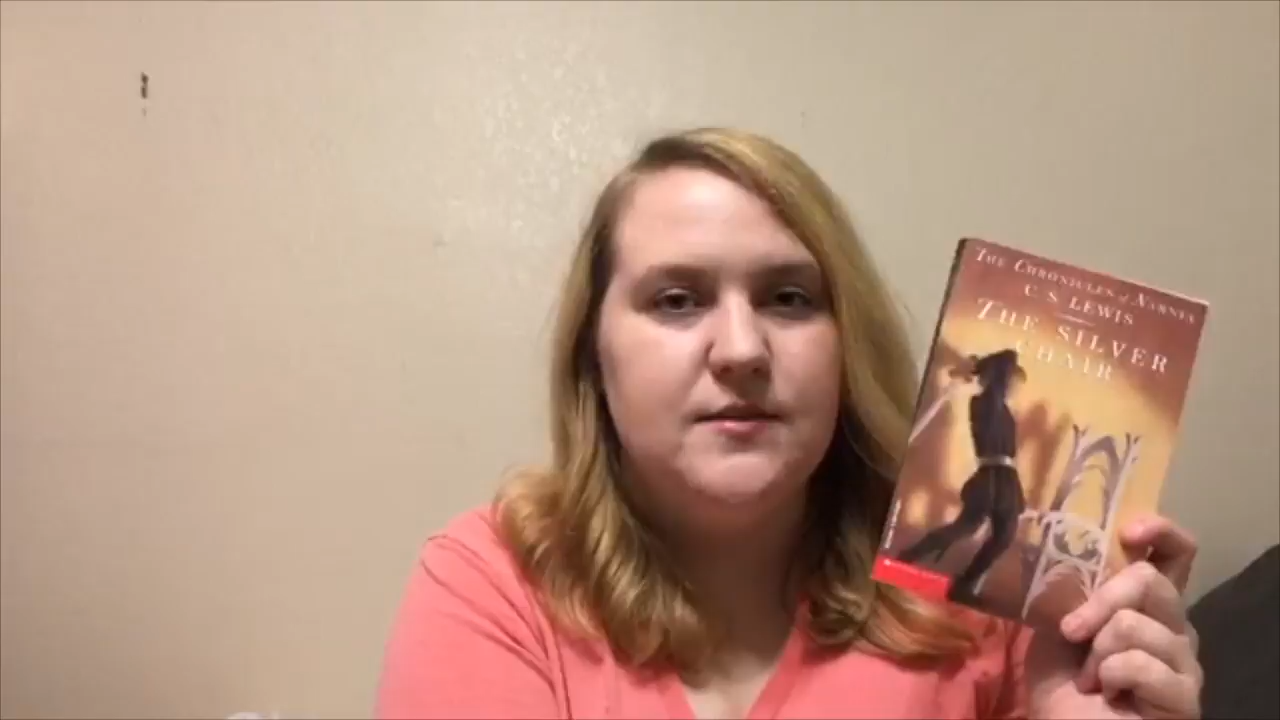 THE CHRONICLES of NARNIA
C. S. LEWIS
THE SILVER
CHAIR